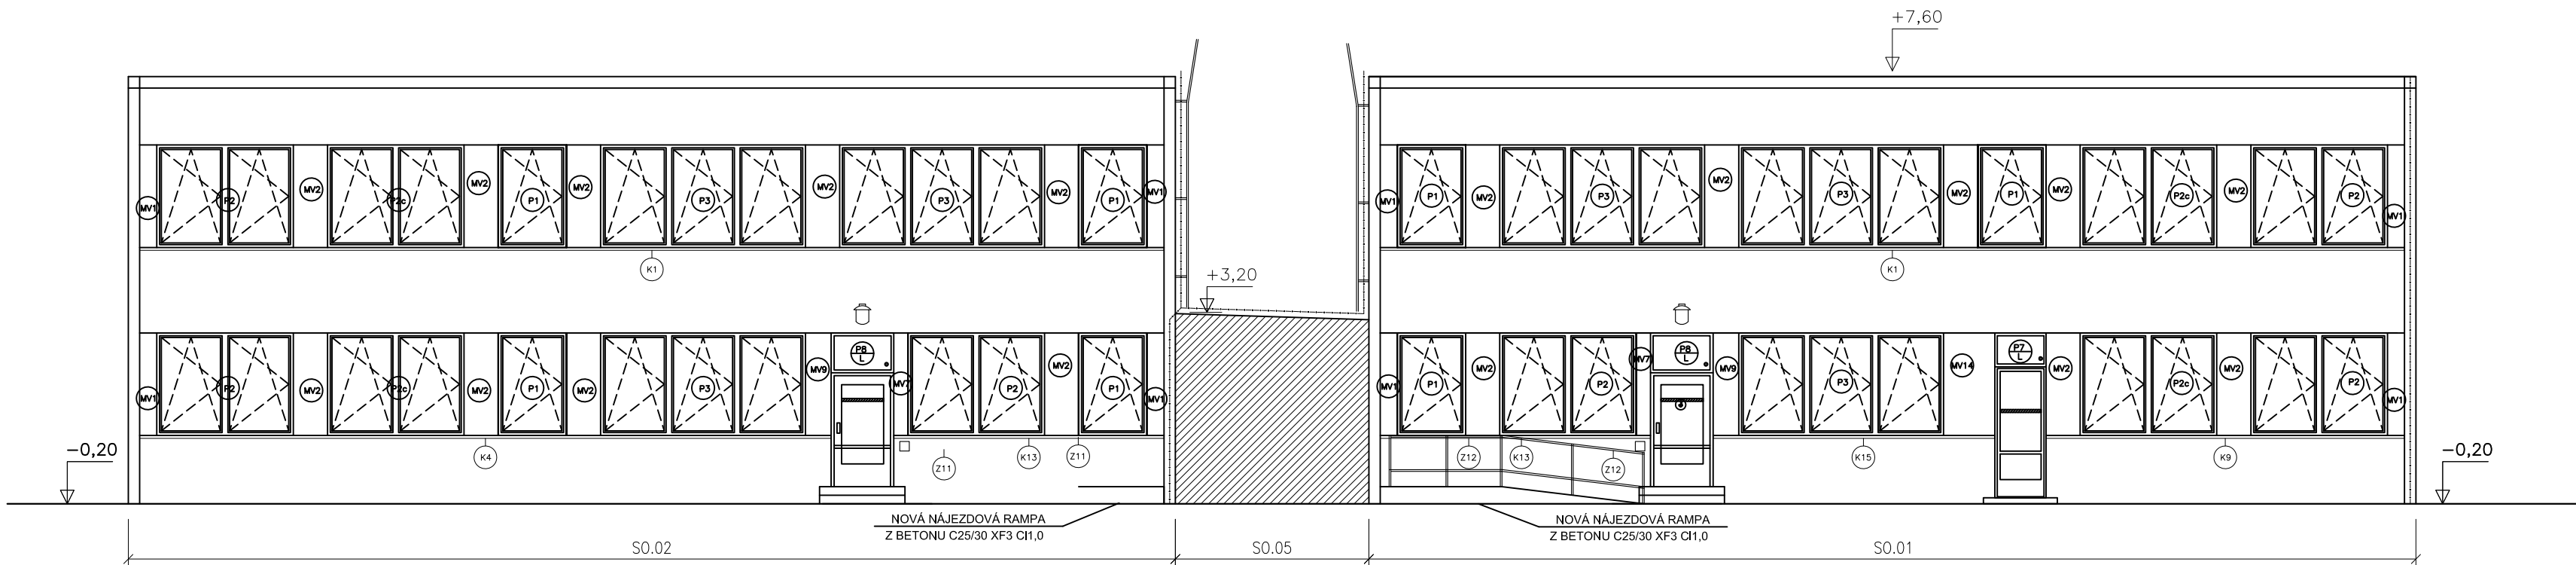 +7,60
MV1 P2 MV2 P2c MV2 P1 MV2 P3 MV2 P3 MV2 P1 MV1
MV1 P1 MV2 P3 MV2 P3 MV2 P1 MV2 P2c MV2 P2 MV1
K1
K1
+3,20
MV1 P2 MV2 P2c MV2 P1 MV2 P3 MV9 P8 L MV7 P2 MV2 P1 MV1
MV1 P1 MV2 P2 MV7 P8 L MV9 P3 MV14 P7 L MV2 P2c MV2 P2 MV1
-0,20
K4
Z11
K13
Z11
Z12
K13
Z12
K15
K9
-0,20
NOVÁ NÁJEZDOVÁ RAMPA
Z BETONU C25/30 XF3 Cl1,0
NOVÁ NÁJEZDOVÁ RAMPA
Z BETONU C25/30 XF3 Cl1,0
SO.02
SO.05
SO.01